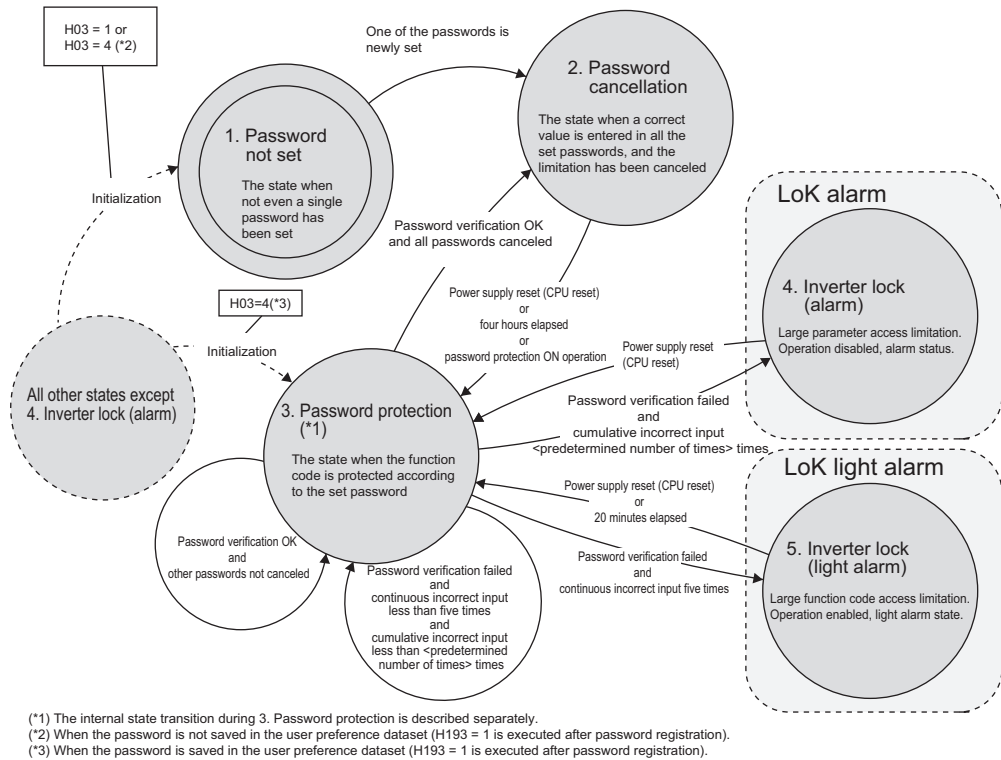 H03 = 1 or
H03 = 4 (*2)
One of the passwords is
newly set
2. Password
cancellation
The state when a correct
value is entered in all the
set passwords, and the
limitation has been canceled
1. Password
not set
The state when
not even a single
password has
been set
Initialization
Password verification OK
and all passwords canceled
LoK alarm
4. Inverter lock
(alarm)
Large parameter access limitation.
Operation disabled, alarm status.
H03=4(*3)
Initialization
Power supply reset (CPU reset)
or
four hours elapsed
or
password protection ON operation
Power supply reset
(CPU reset)
All other states except
4. Inverter lock (alarm)
3. Password protection
(*1)
The state when the function
code is protected according
to the set password
Password verification failed
and
cumulative incorrect input
<predetermined number of times> times
LoK light alarm
Power supply reset (CPU reset)
or
20 minutes elapsed
5. Inverter lock
(light alarm)
Large function code access limitation.
Operation enabled, light alarm state.
Password verification failed
and
continuous incorrect input five times
Password verification OK
and
other passwords not canceled
Password verification failed
and
continuous incorrect input
less than five times
and
cumulative incorrect input
less than <predetermined
number of times> times
(*1) The internal state transition during 3. Password protection is described separately.
(*2) When the password is not saved in the user preference dataset (H193 = 1 is executed after password registration).
(*3) When the password is saved in the user preference dataset (H193 = 1 is executed after password registration).